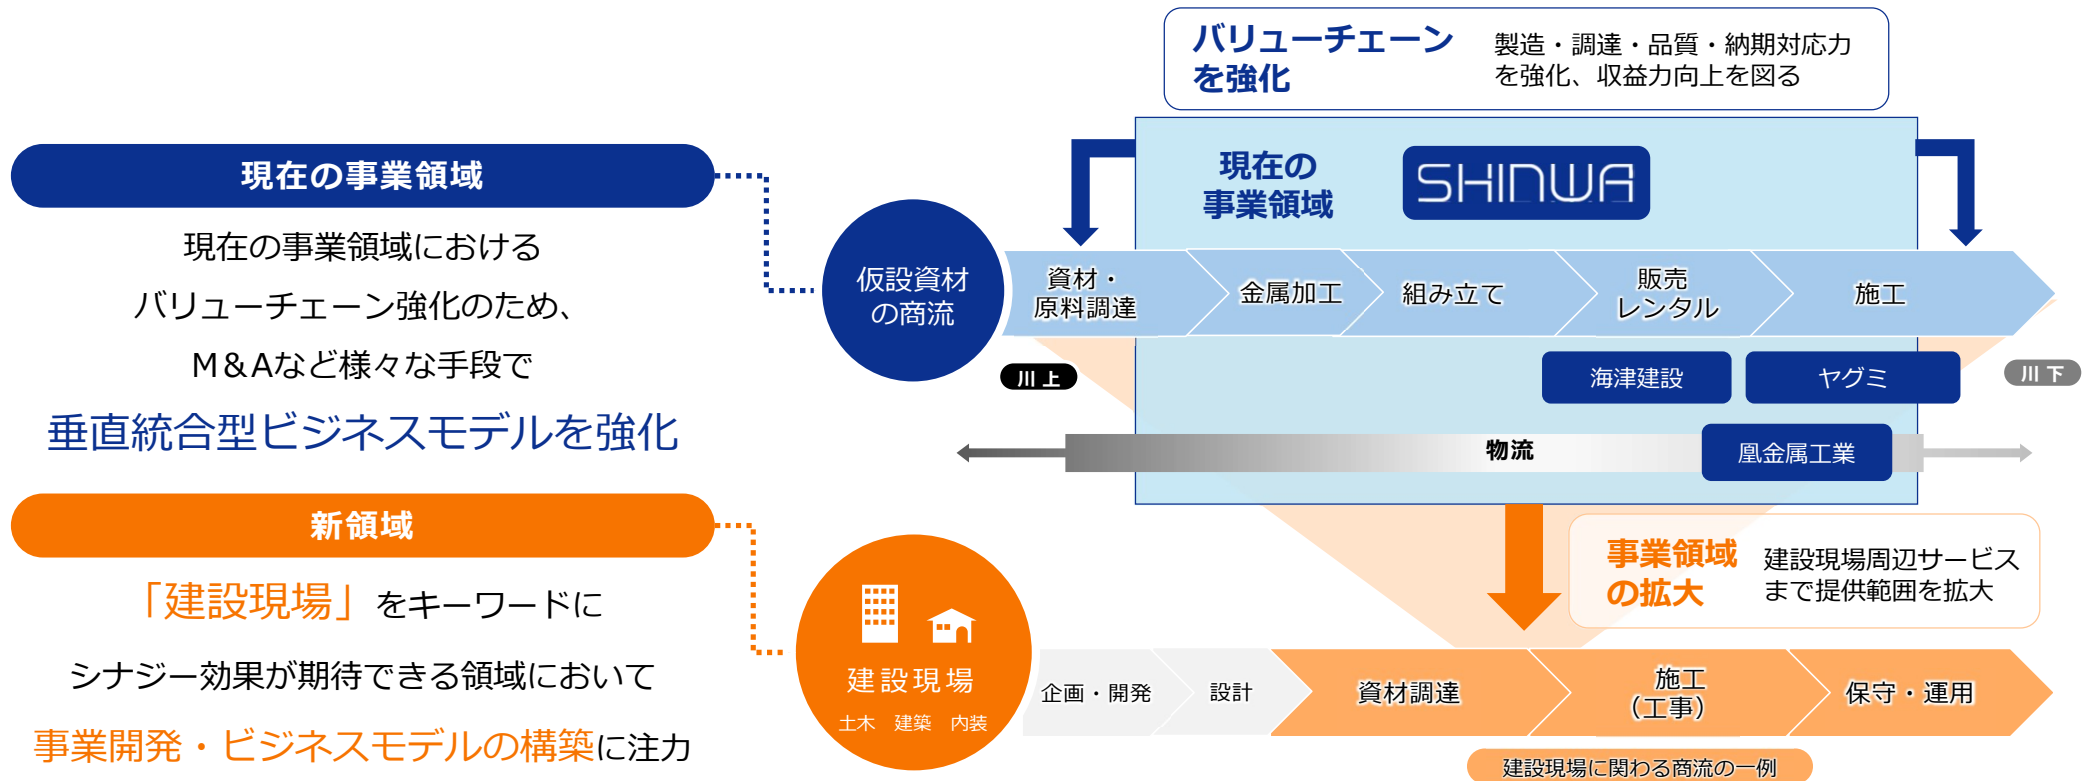 バリューチェーン
を強化
製造・調達・品質・納期対応力
を強化、収益力向上を図る
現在の事業領域
現在の事業領域における
バリューチェーン強化のため、
M&Aなど様々な手段で
垂直統合型ビジネスモデルを強化
現在の
事業領域
SHINWA
仮設資材
の商流
資材・
原料調達
金属加工
組み立て
販売
レンタル
施工
川上
海津建設
ヤグミ
川下
物流
凰金属工業
新領域
「建設現場」をキーワードに
シナジー効果が期待できる領域において
事業開発・ビジネスモデルの構築に注力
事業領域
の拡大
建設現場周辺サービス
まで提供範囲を拡大
建設現場
土木 建築 内装
企画・開発
設計
資材調達
施工
（工事）
保守・運用
建設現場に関わる商流の一例